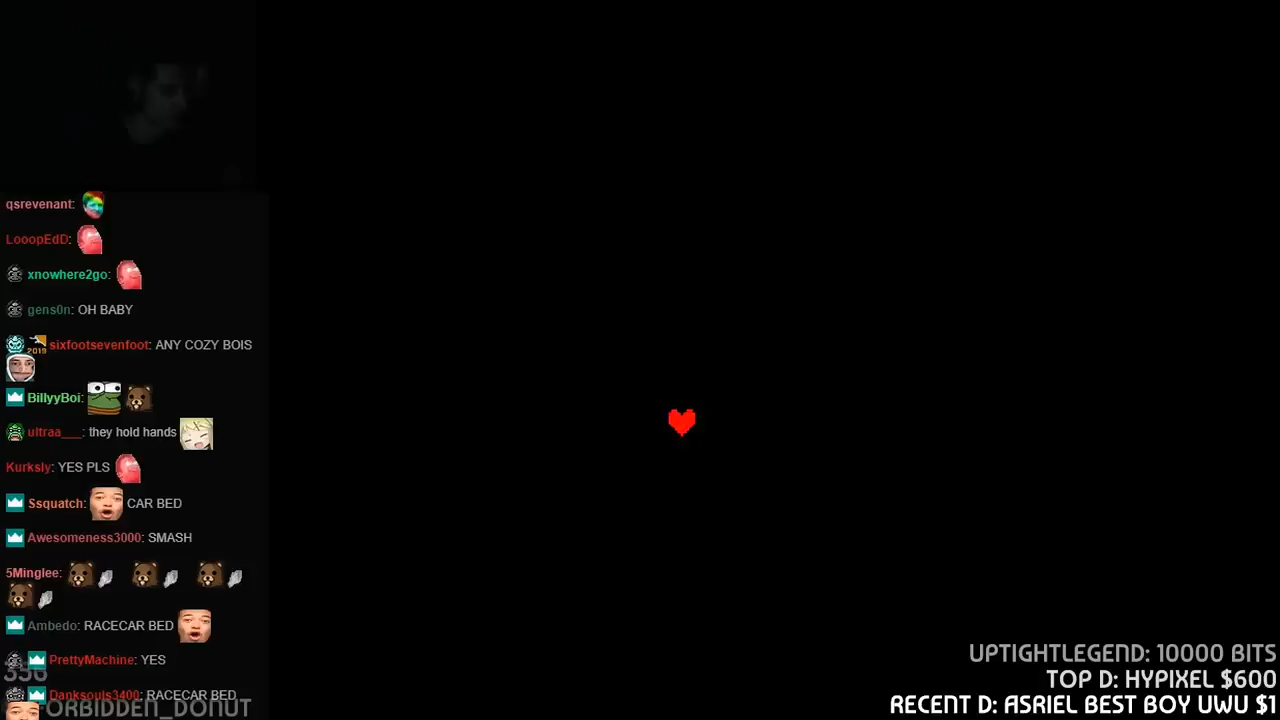 qsrevenant:
LooopEdD:
xnowhere2go:
gens0n: OH BABY
2019 sixfootsevenfoot: ANY COZY BOIS
BillyyBoi:
ultraa___: they hold hands
Kurksly: YES PLS
Ssquatch: CAR BED
Awesomeness3000: SMASH
5Minglee:
Ambedo: RACECAR BED
PrettyMachine: YES
Danksouls3400: RACECAR BED
ORBIDDEN_DONUT
UPTIGHTLEGEND: 10000 BITS
TOP D: HYPIXEL $600
RECENT D: ASRIEL BEST BOY UWU $1